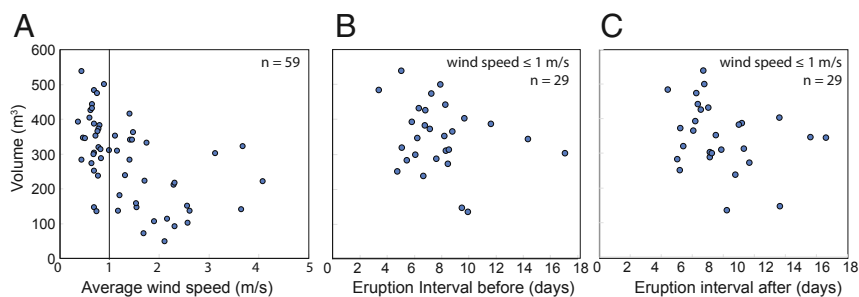 A
B
C
600
500
400
300
200
100
0
Volume (m³)
n = 59
0 1 2 3 4 5
Average wind speed (m/s)
wind speed ≤ 1 m/s
n = 29
0 2 4 6 8 10 12 14 16 18
Eruption Interval before (days)
wind speed ≤ 1 m/s
n = 29
2 4 6 8 10 12 14 16 18
Eruption interval after (days)